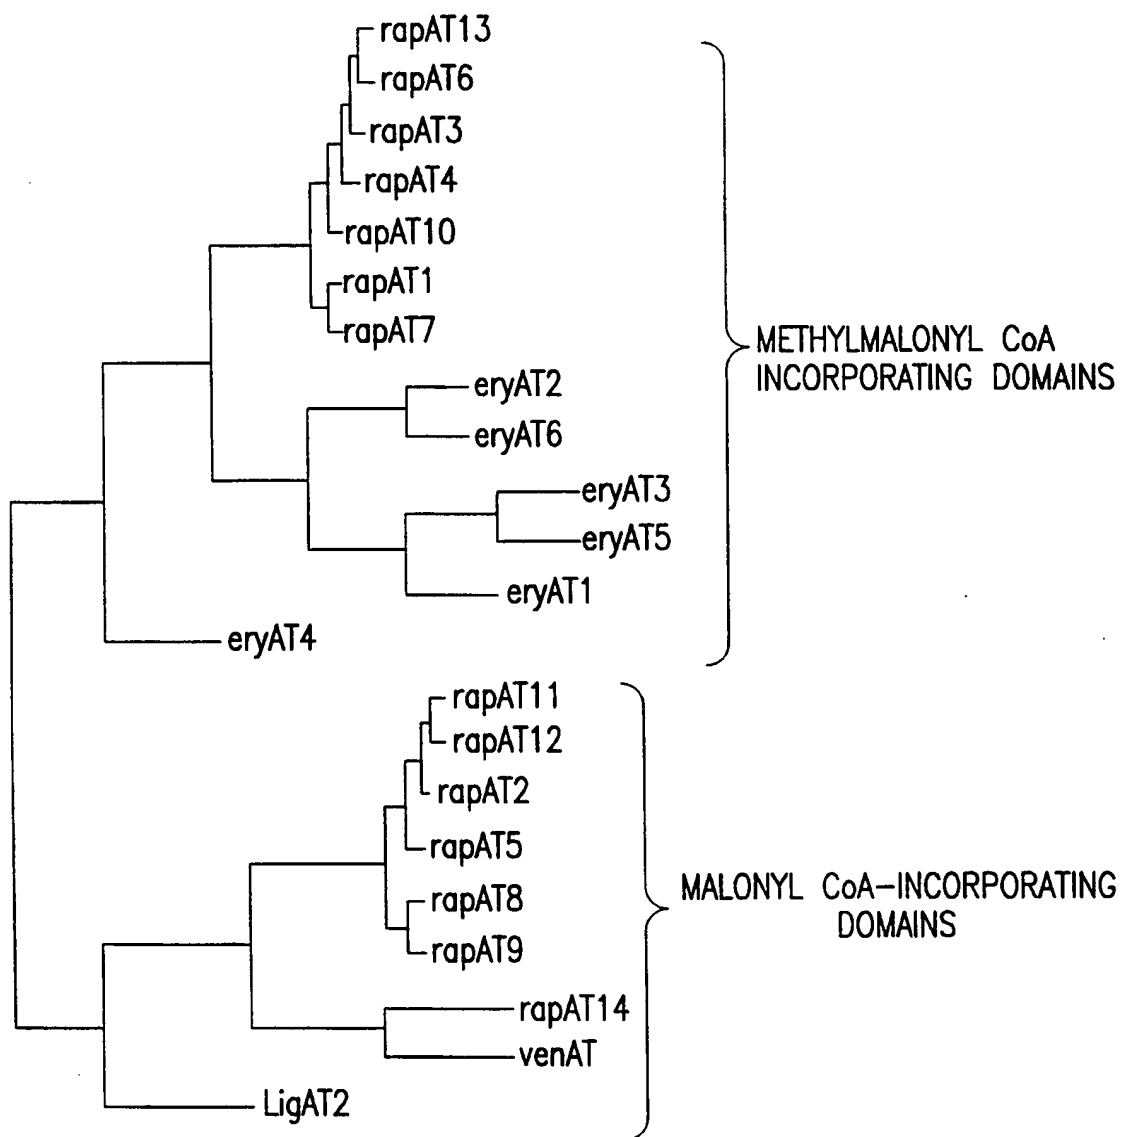 rapAT13
rapAT6
rapAT3
rapAT4
rapAT10
rapAT1
rapAT7
METHYLMALONYL CoA
INCORPORATING DOMAINS
eryAT2
eryAT6
eryAT3
eryAT5
eryAT1
eryAT4
rapAT11
rapAT12
rapAT2
rapAT5
rapAT8
rapAT9
MALONYL CoA-INCORPORATING
DOMAINS
rapAT14
venAT
LigAT2